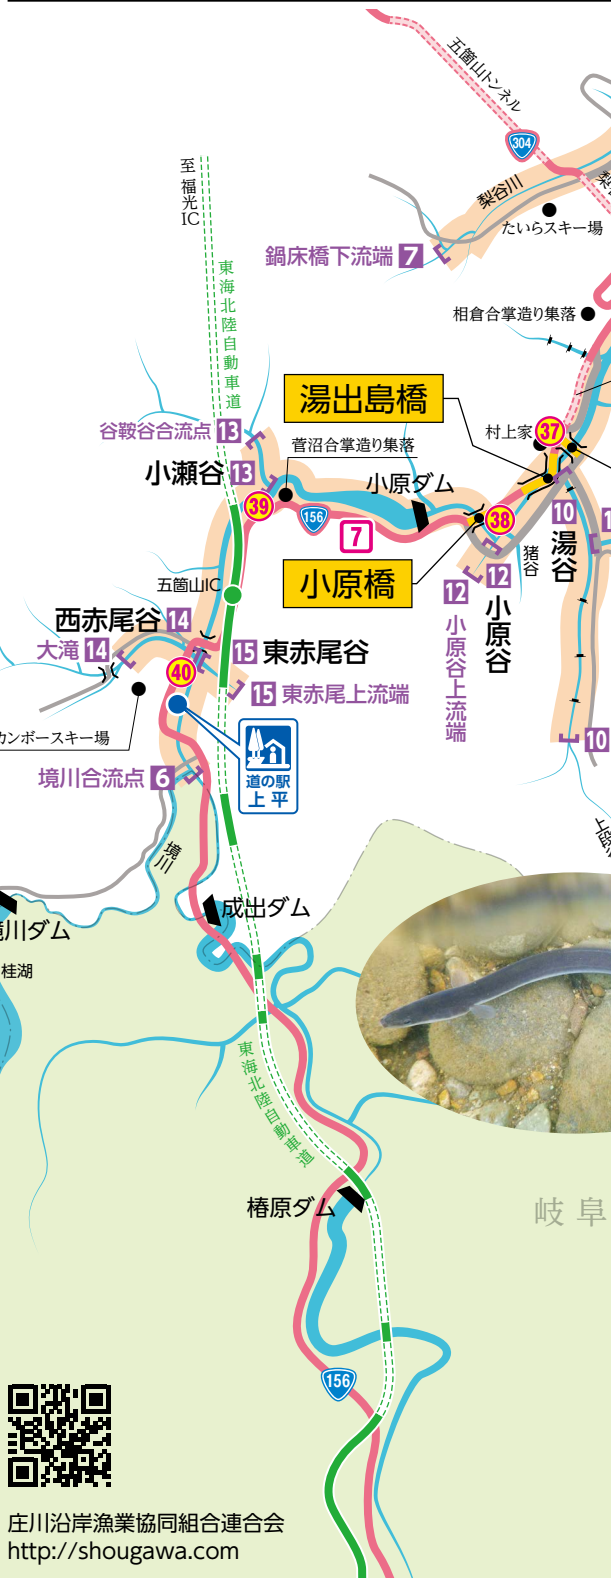 五箇山トンネル
304
至 福光IC
梨谷川
たいらスキー場
鍋床橋下流端 7
東海北陸自動車道
相倉合掌造り集落
湯出島橋
谷鞍谷合流点 13
村上家
37
菅沼合掌造り集落
小瀬谷 13
小原ダム
39
156
38
10
7
湯谷
猪谷
五箇山IC
小原橋
12
12
小原谷
西赤尾谷 14
小原谷上流端
大滝 14
15 東赤尾谷
40
15 東赤尾上流端
カンボースキー場
10
道の駅
上平
境川合流点 6
境川
成出ダム
境川ダム
桂湖
東海北陸自動車道
椿原ダム
岐阜
156
庄川沿岸漁業協同組合連合会
http://shougawa.com